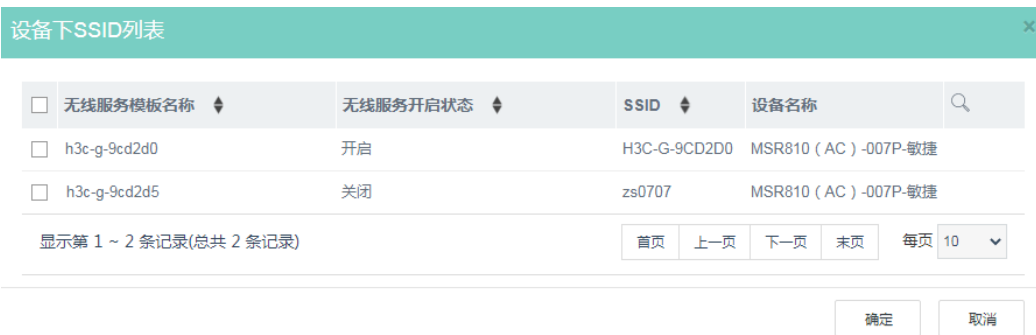 设备下SSID列表
无线服务模板名称 无线服务开启状态 SSID 设备名称
h3c-g-9cd2d0 开启 H3C-G-9CD2D0 MSR810（AC）-007P-敏捷
h3c-g-9cd2d5 关闭 zs0707 MSR810（AC）-007P-敏捷
显示第 1 ~ 2 条记录(总共 2 条记录) 首页 上一页 下一页 末页 每页 10
确定 取消